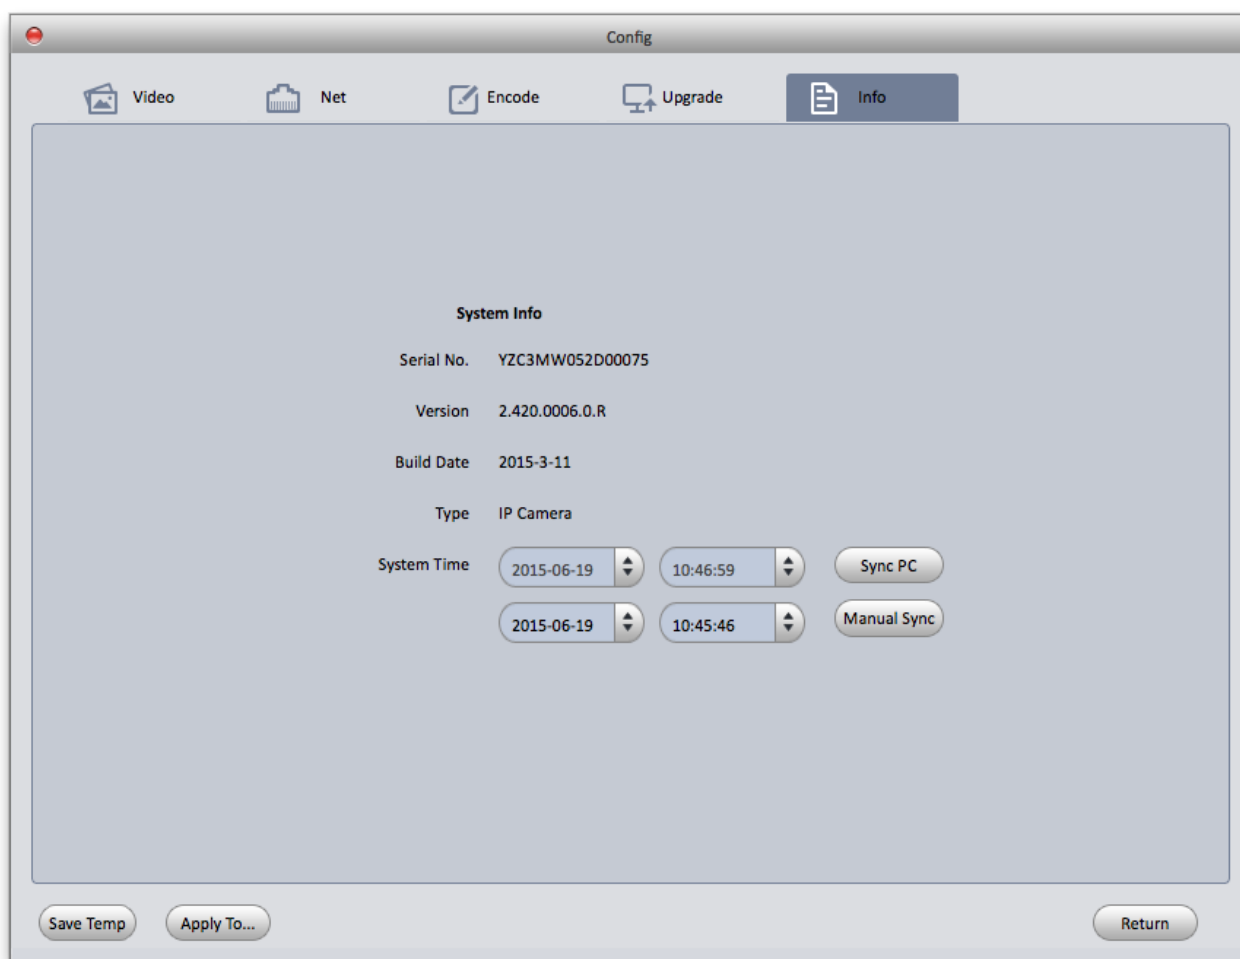 Config
Video Net Encode Upgrade Info
System Info
Serial No. YZC3MW052D00075
Version 2.420.0006.0.R
Build Date 2015-3-11
Type IP Camera
System Time 2015-06-19 10:46:59 Sync PC
2015-06-19 10:45:46 Manual Sync
Save Temp Apply To... Return